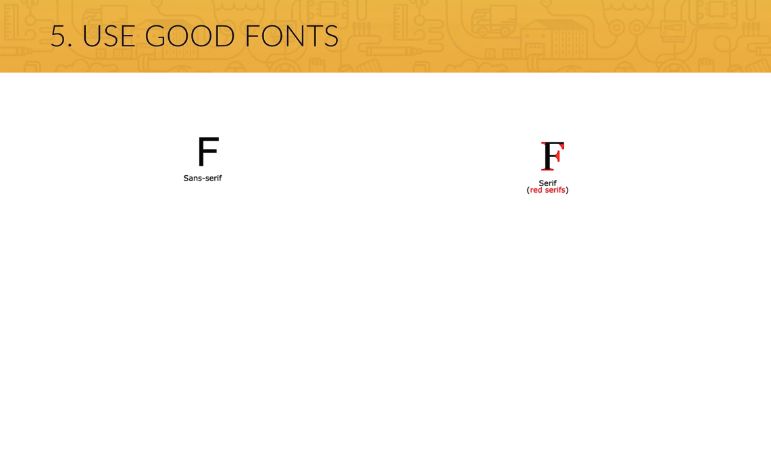 5. USE GOOD FONTS
F
Sans-serif
F
Serif
(red serifs)